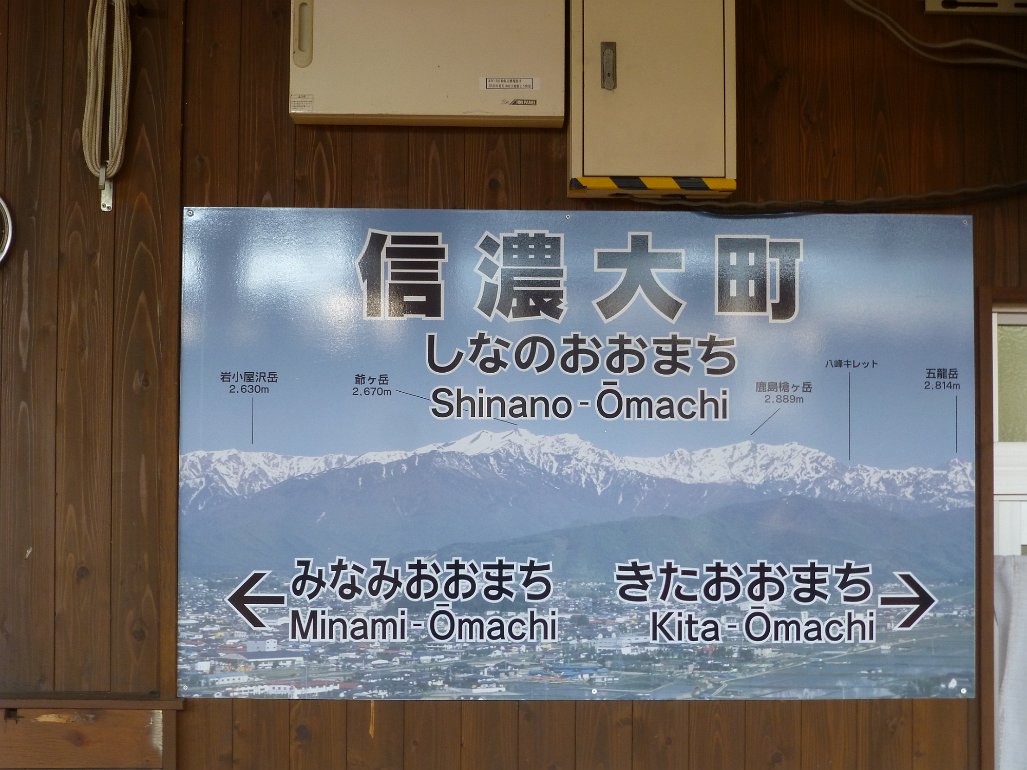 信濃大町
しなのおおまち
Shinano-Ōmachi
岩小屋沢岳
2.630m
爺ヶ岳
2.670m
鹿島槍ヶ岳
2.889m
八峰キレット
五龍岳
2.814m
みなみおおまち
Minami-Ōmachi
きたおおまち
Kita-Ōmachi